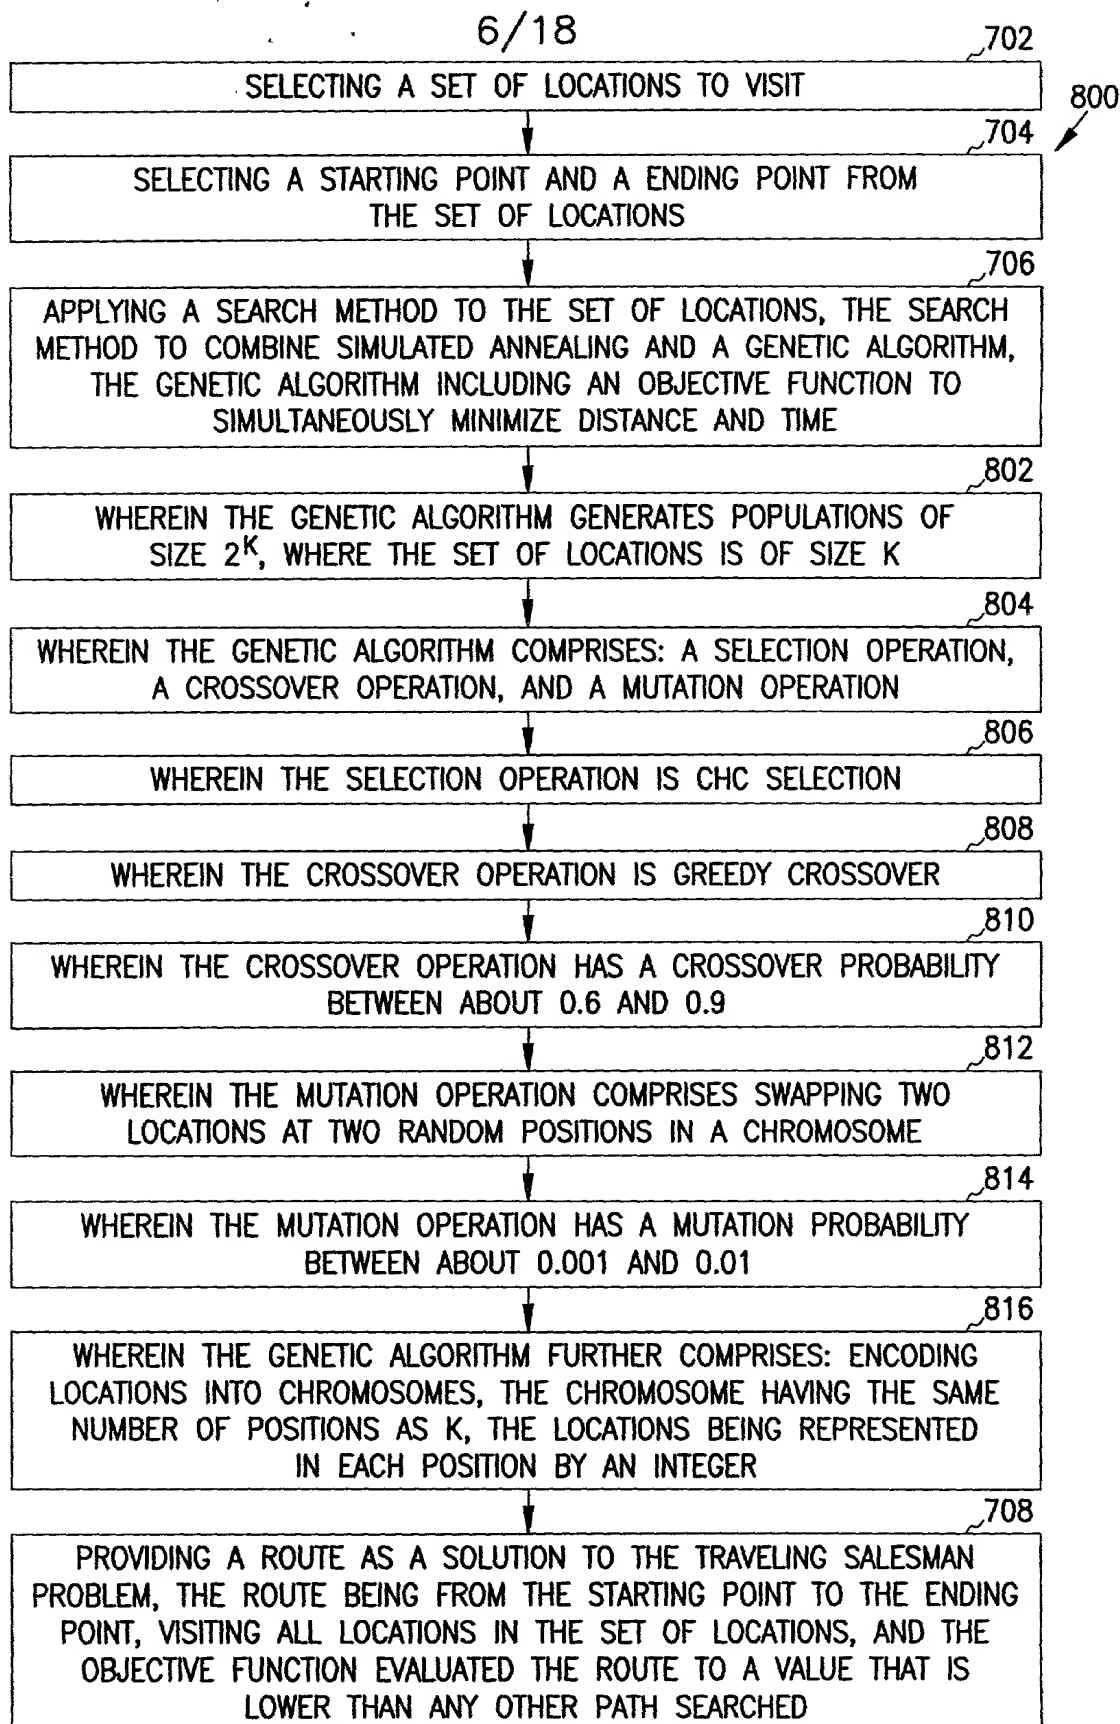 6/18
702
SELECTING A SET OF LOCATIONS TO VISIT
800
704
SELECTING A STARTING POINT AND A ENDING POINT FROM
THE SET OF LOCATIONS
706
APPLYING A SEARCH METHOD TO THE SET OF LOCATIONS, THE SEARCH
METHOD TO COMBINE SIMULATED ANNEALING AND A GENETIC ALGORITHM,
THE GENETIC ALGORITHM INCLUDING AN OBJECTIVE FUNCTION TO
SIMULTANEOUSLY MINIMIZE DISTANCE AND TIME
802
WHEREIN THE GENETIC ALGORITHM GENERATES POPULATIONS OF
SIZE 2ᴷ, WHERE THE SET OF LOCATIONS IS OF SIZE K
804
WHEREIN THE GENETIC ALGORITHM COMPRISES: A SELECTION OPERATION,
A CROSSOVER OPERATION, AND A MUTATION OPERATION
806
WHEREIN THE SELECTION OPERATION IS CHC SELECTION
808
WHEREIN THE CROSSOVER OPERATION IS GREEDY CROSSOVER
810
WHEREIN THE CROSSOVER OPERATION HAS A CROSSOVER PROBABILITY
BETWEEN ABOUT 0.6 AND 0.9
812
WHEREIN THE MUTATION OPERATION COMPRISES SWAPPING TWO
LOCATIONS AT TWO RANDOM POSITIONS IN A CHROMOSOME
814
WHEREIN THE MUTATION OPERATION HAS A MUTATION PROBABILITY
BETWEEN ABOUT 0.001 AND 0.01
816
WHEREIN THE GENETIC ALGORITHM FURTHER COMPRISES: ENCODING
LOCATIONS INTO CHROMOSOMES, THE CHROMOSOME HAVING THE SAME
NUMBER OF POSITIONS AS K, THE LOCATIONS BEING REPRESENTED
IN EACH POSITION BY AN INTEGER
708
PROVIDING A ROUTE AS A SOLUTION TO THE TRAVELING SALESMAN
PROBLEM, THE ROUTE BEING FROM THE STARTING POINT TO THE ENDING
POINT, VISITING ALL LOCATIONS IN THE SET OF LOCATIONS, AND THE
OBJECTIVE FUNCTION EVALUATED THE ROUTE TO A VALUE THAT IS
LOWER THAN ANY OTHER PATH SEARCHED